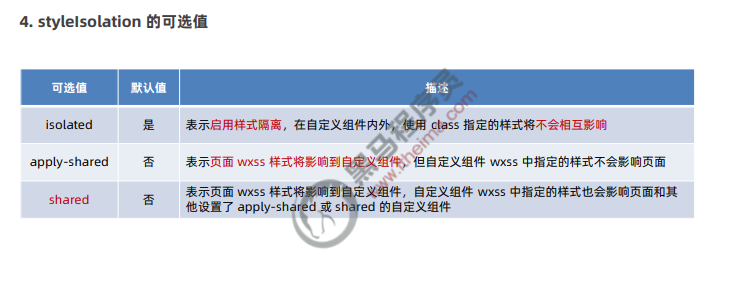 4. styleIsolation 的可选值
可选值 默认值 描述
isolated 是 表示启用样式隔离，在自定义组件内外，使用 class 指定的样式将不会相互影响
apply-shared 否 表示页面 wxss 样式将影响到自定义组件，但自定义组件 wxss 中指定的样式不会影响页面
shared 否 表示页面 wxss 样式将影响到自定义组件，自定义组件 wxss 中指定的样式也会影响页面和其
他设置了 apply-shared 或 shared 的自定义组件
黑马程序员
www.itheima.com